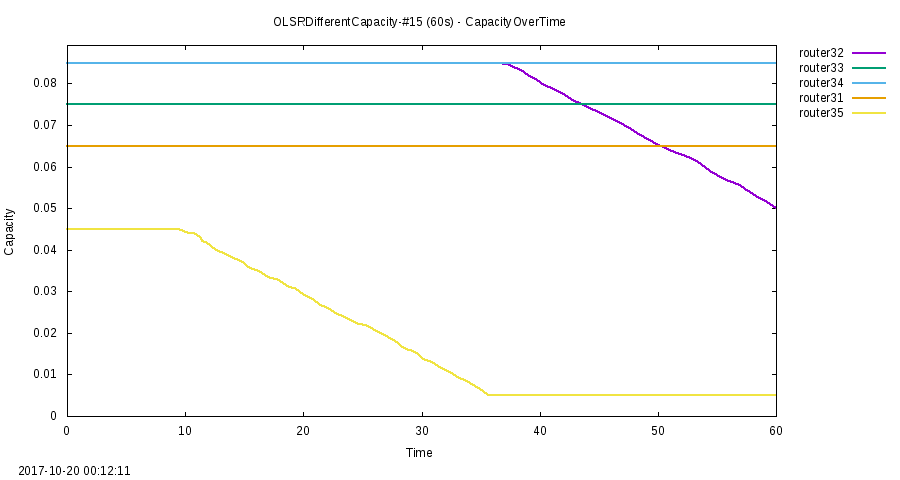 OLSRDifferentCapacity-#15 (60s) - CapacityOverTime
router32
router33
router34
router31
router35
0.08
0.07
0.06
0.05
0.04
0.03
0.02
0.01
0
Capacity
0 10 20 30 40 50 60
Time
2017-10-20 00:12:11